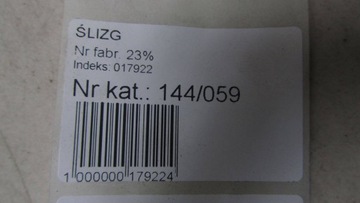 ŚLIZG
Nr fabr 23%
Indeks: 017922
Nr kat.: 144/059
1 000000 179224